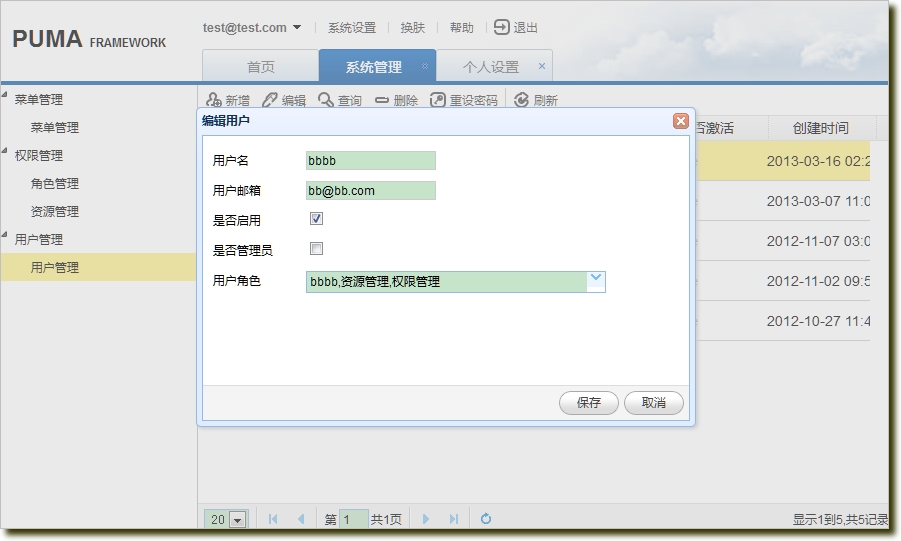 PUMA FRAMEWORK
test@test.com 系统设置 换肤 帮助 退出
首页 系统管理 个人设置
新增 编辑 查询 删除 重设密码 刷新
菜单管理
菜单管理
权限管理
角色管理
资源管理
用户管理
用户管理
编辑用户
用户名 bbbb
用户邮箱 bb@bb.com
是否启用
是否管理员
用户角色 bbbb,资源管理,权限管理
保存 取消
否激活 创建时间
2013-03-16 02:2
2013-03-07 11:0
2012-11-07 03:0
2012-11-02 09:5
2012-10-27 11:4
20 第 1 共1页 显示1到5,共5记录